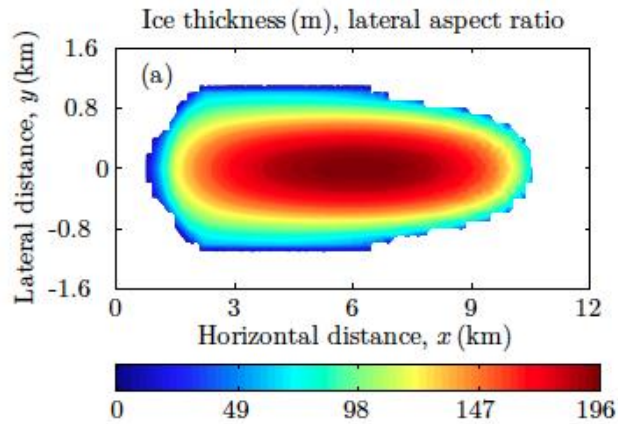 Ice thickness (m), lateral aspect ratio
(a)
Lateral distance, y (km)
1.6
0.8
0
-0.8
-1.6
0 3 6 9 12
Horizontal distance, x (km)
0 49 98 147 196